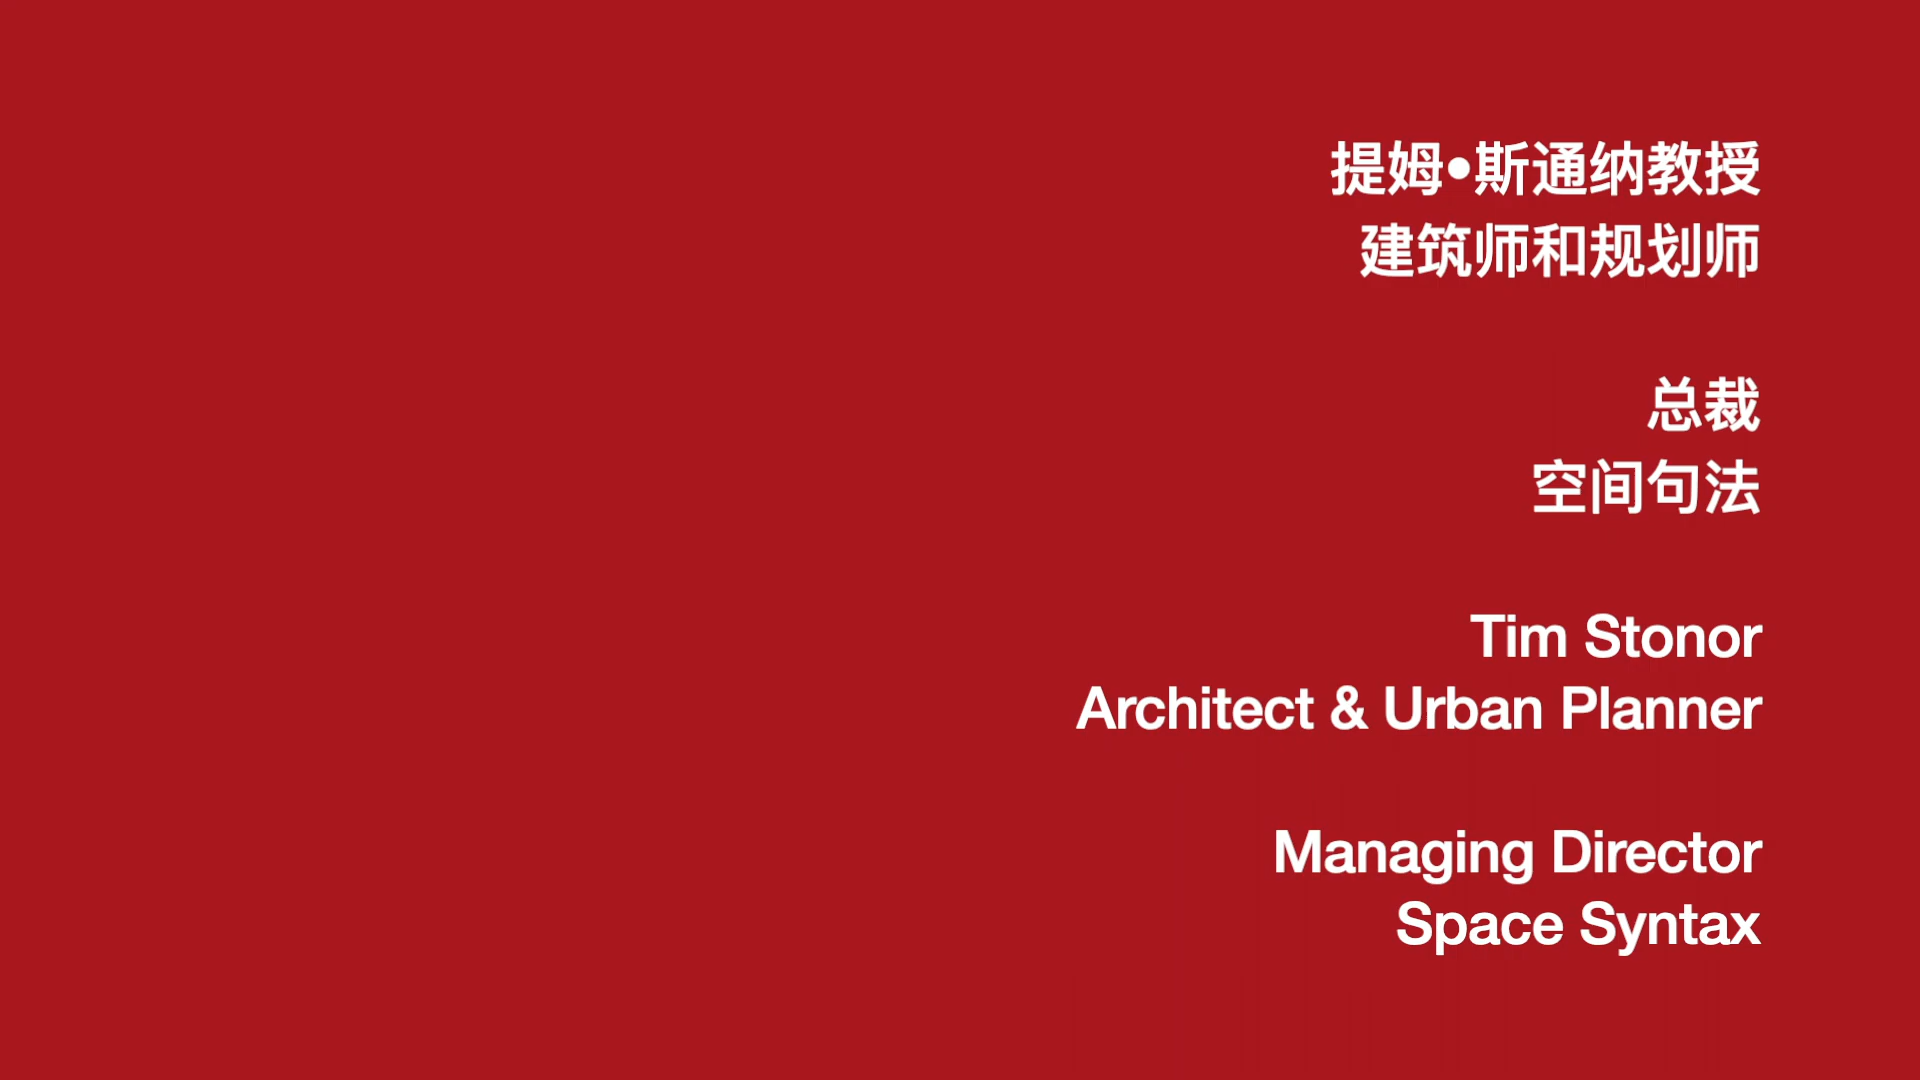 提姆•斯通纳教授
建筑师和规划师
总裁
空间句法
Tim Stonor
Architect & Urban Planner
Managing Director
Space Syntax